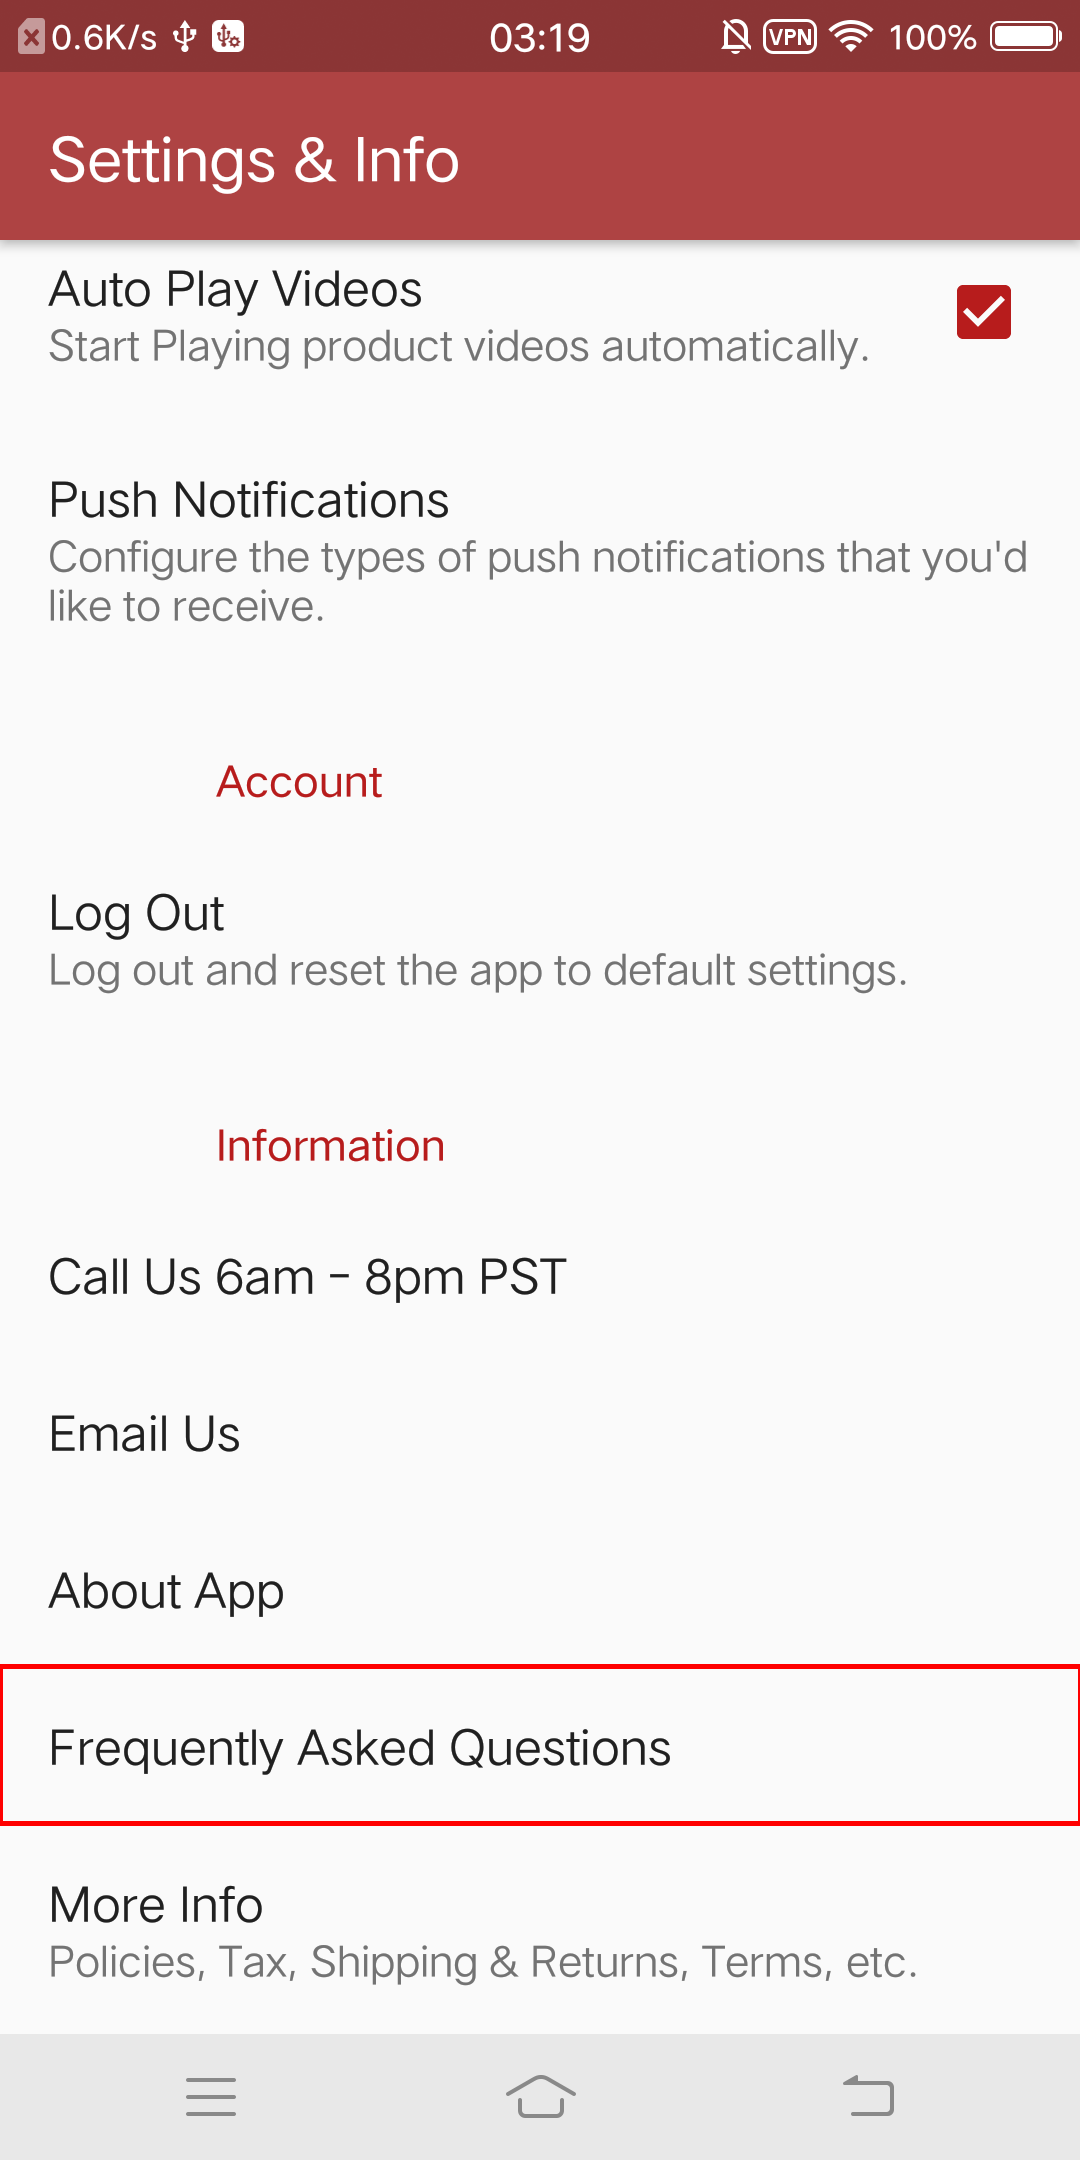 0.6K/s 03:19 VPN 100%
Settings & Info
Auto Play Videos
Start Playing product videos automatically.
Push Notifications
Configure the types of push notifications that you'd
like to receive.
Account
Log Out
Log out and reset the app to default settings.
Information
Call Us 6am - 8pm PST
Email Us
About App
Frequently Asked Questions
More Info
Policies, Tax, Shipping & Returns, Terms, etc.